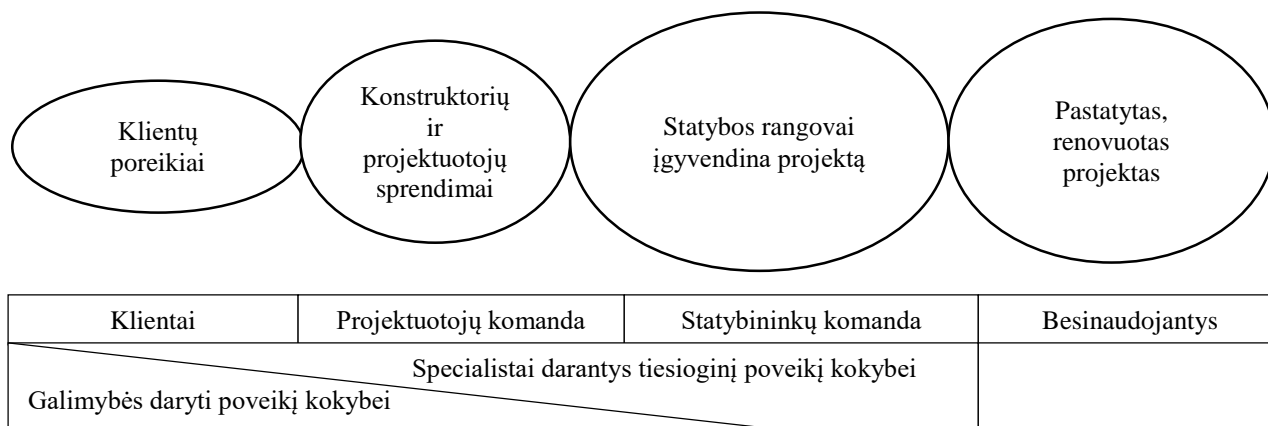 Klientų
poreikiai
Konstruktorių
ir
projektuotojų
sprendimai
Statybos rangovai
įgyvendina projektą
Pastatytas,
renovuotas
projektas
Klientai
Projektuotojų komanda
Statybininkų komanda
Besinaudojantys
Specialistai darantys tiesioginį poveikį kokybei
Galimybės daryti poveikį kokybei